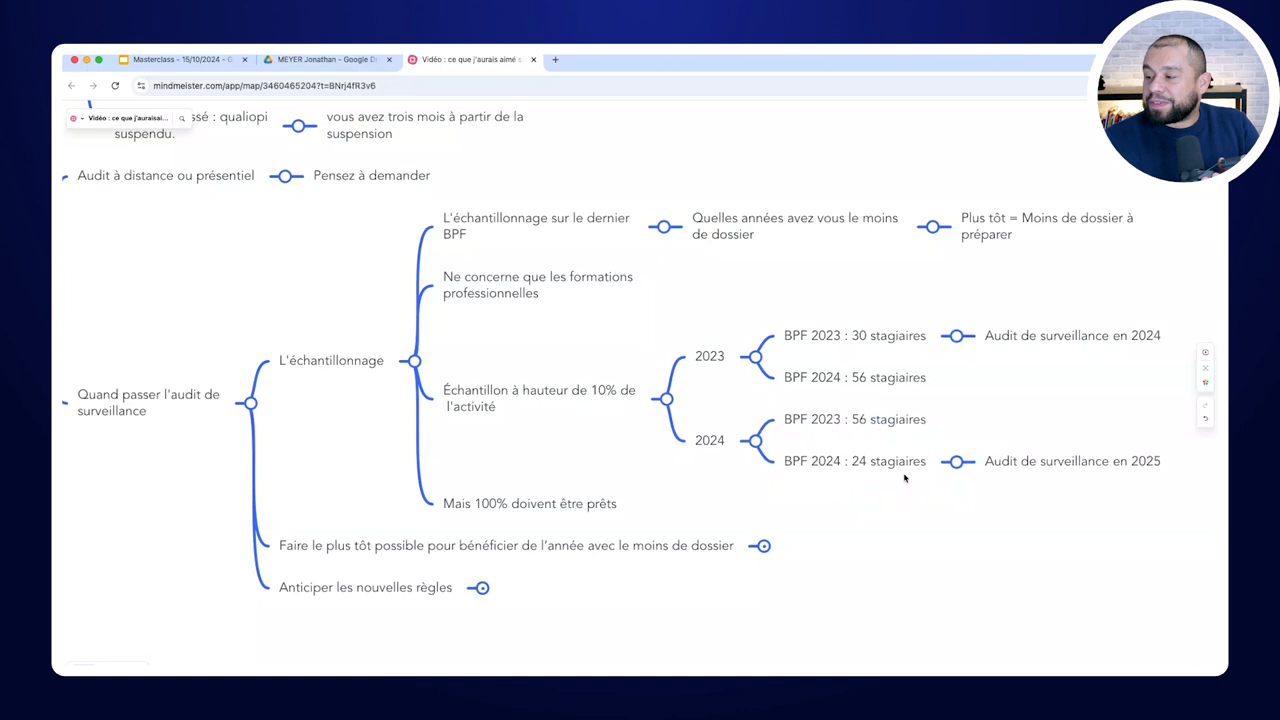 Masterclass - 15/10/2024 - G
MEYER Jonathan - Google D
Vidéo : ce que j'aurais aimé s
mindmeister.com/app/map/3460465204?t=BNrj4fR3v6
Vidéo : ce que j'auraisai...
sé : qualiopi
suspendu.
vous avez trois mois à partir de la
suspension
Audit à distance ou présentiel
Pensez à demander
L'échantillonnage sur le dernier
BPF
Quelles années avez vous le moins
de dossier
Plus tôt = Moins de dossier à
préparer
Ne concerne que les formations
professionnelles
BPF 2023 : 30 stagiaires
Audit de surveillance en 2024
2023
L'échantillonnage
BPF 2024 : 56 stagiaires
Quand passer l'audit de
surveillance
Échantillon à hauteur de 10% de
l'activité
BPF 2023 : 56 stagiaires
2024
BPF 2024 : 24 stagiaires
Audit de surveillance en 2025
Mais 100% doivent être prêts
Faire le plus tôt possible pour bénéficier de l'année avec le moins de dossier
Anticiper les nouvelles règles